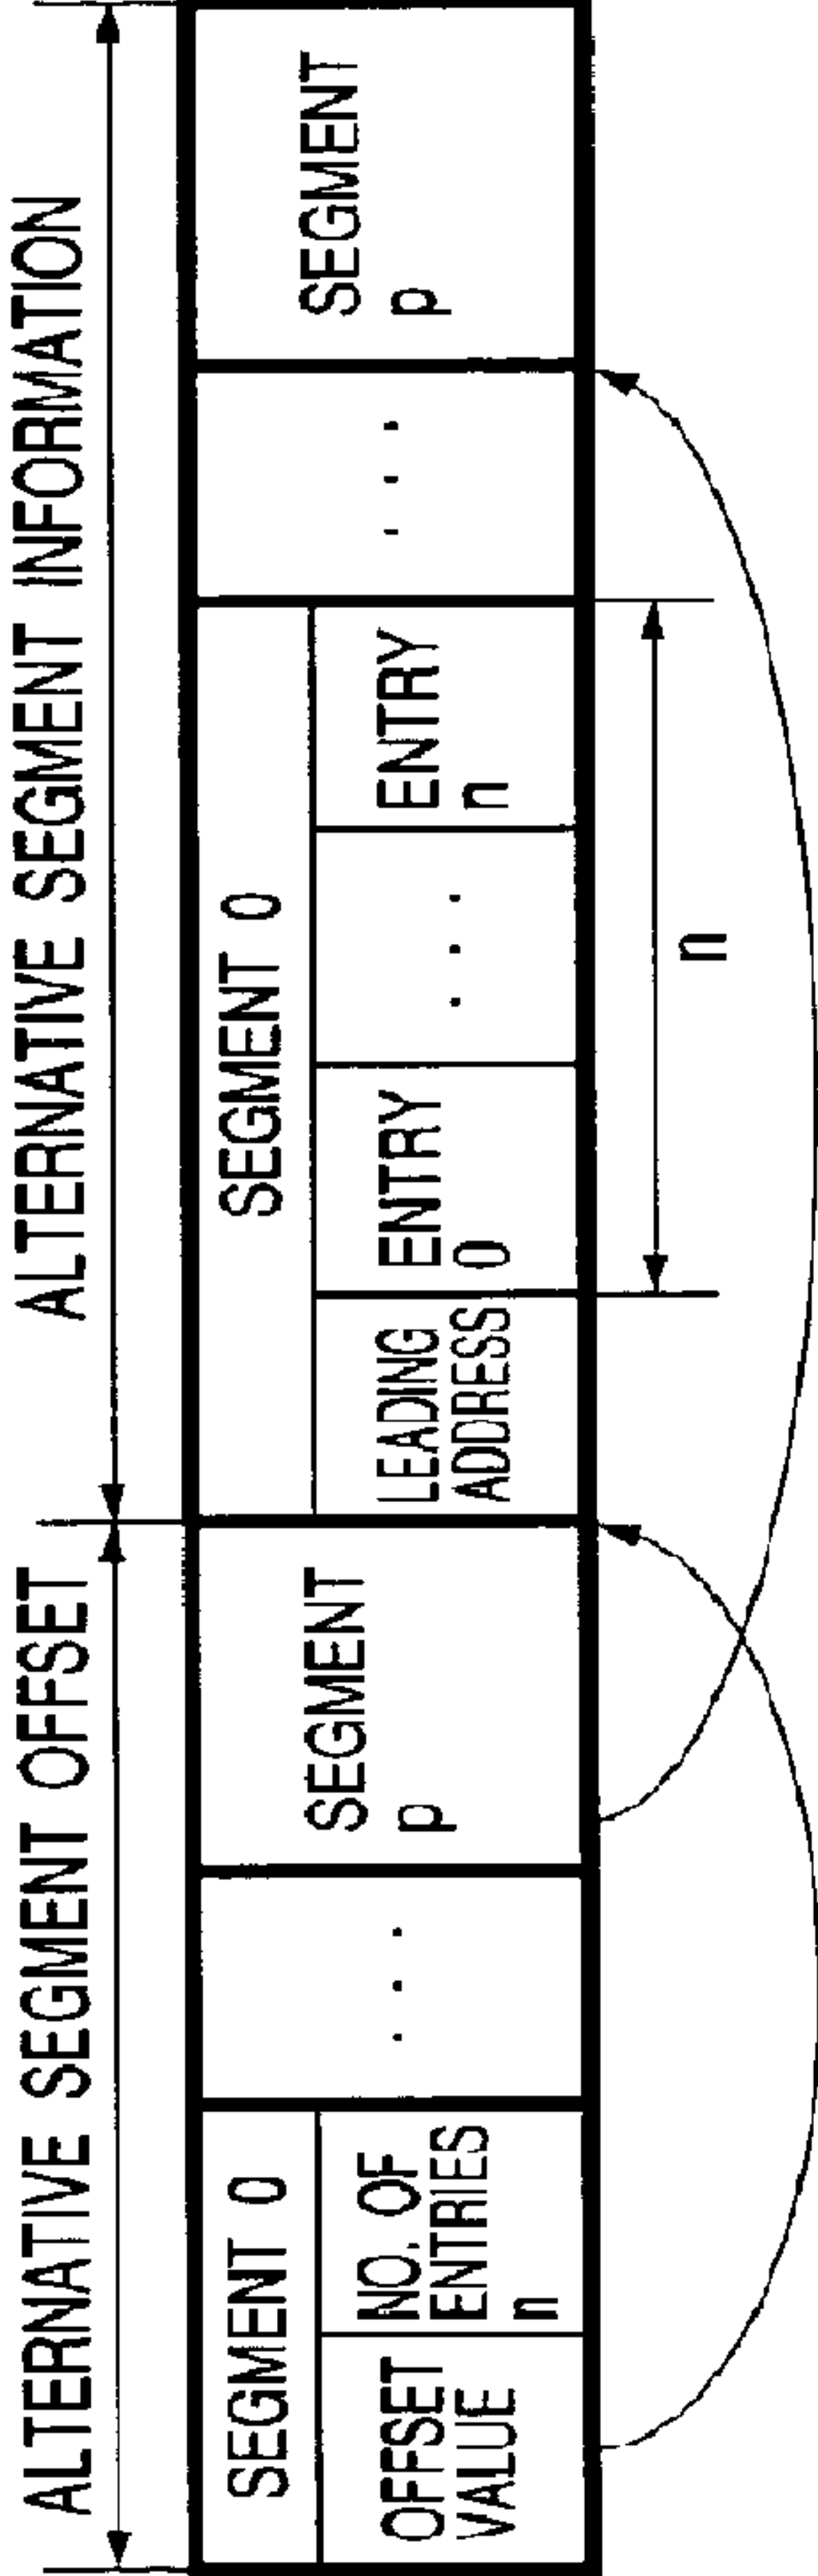 ALTERNATIVE SEGMENT OFFSET
ALTERNATIVE SEGMENT INFORMATION
SEGMENT 0
OFFSET
VALUE
NO. OF
ENTRIES
n
. . .
SEGMENT
p
SEGMENT 0
LEADING
ADDRESS
ENTRY
0
. . .
ENTRY
n
. . .
SEGMENT
p
n